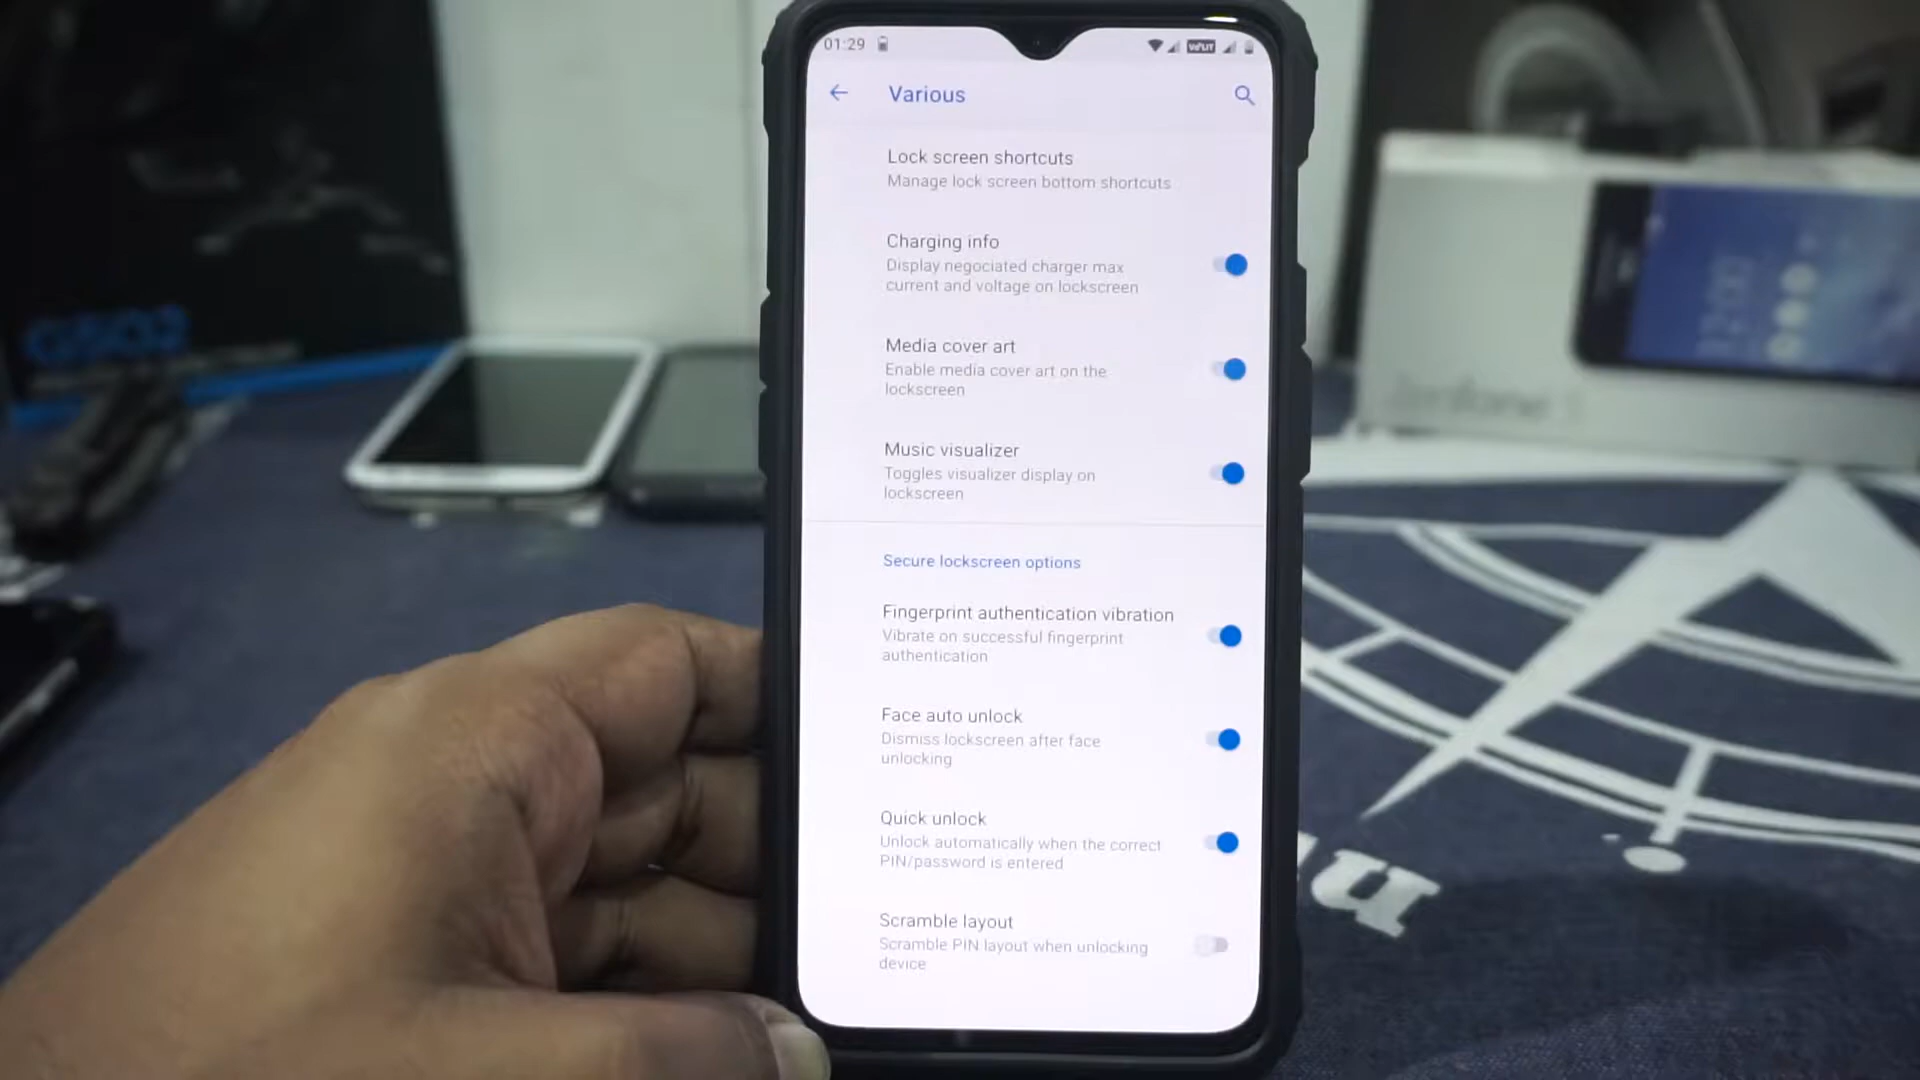 01:29
Various
Lock screen shortcuts
Manage lock screen bottom shortcuts
Charging info
Display negociated charger max
current and voltage on lockscreen
Media cover art
Enable media cover art on the
lockscreen
Music visualizer
Toggles visualizer display on
lockscreen
Secure lockscreen options
Fingerprint authentication vibration
Vibrate on successful fingerprint
authentication
Face auto unlock
Dismiss lockscreen after face
unlocking
Quick unlock
Unlock automatically when the correct
PIN/password is entered
Scramble layout
Scramble PIN layout when unlocking
device
G502
12:00